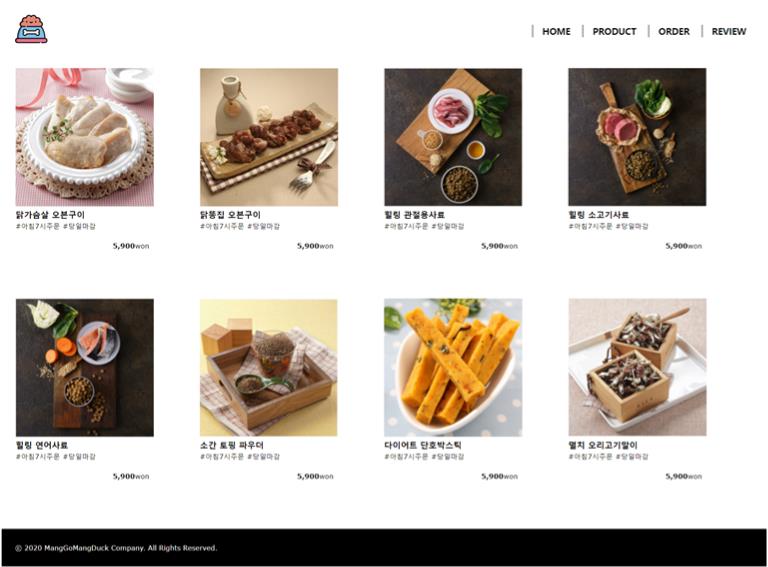 HOME
PRODUCT
ORDER
REVIEW
닭가슴살 오븐구이
#아침7시주문 #당일마감
5,900won
닭똥집 오븐구이
#아침7시주문 #당일마감
5,900won
힐링 관절용사료
#아침7시주문 #당일마감
5,900won
힐링 소고기사료
#아침7시주문 #당일마감
5,900won
힐링 연어사료
#아침7시주문 #당일마감
5,900won
소간 토핑 파우더
#아침7시주문 #당일마감
5,900won
다이어트 단호박스틱
#아침7시주문 #당일마감
5,900won
멸치 오리고기말이
#아침7시주문 #당일마감
5,900won
© 2020 MangGoMangDuck Company. All Rights Reserved.